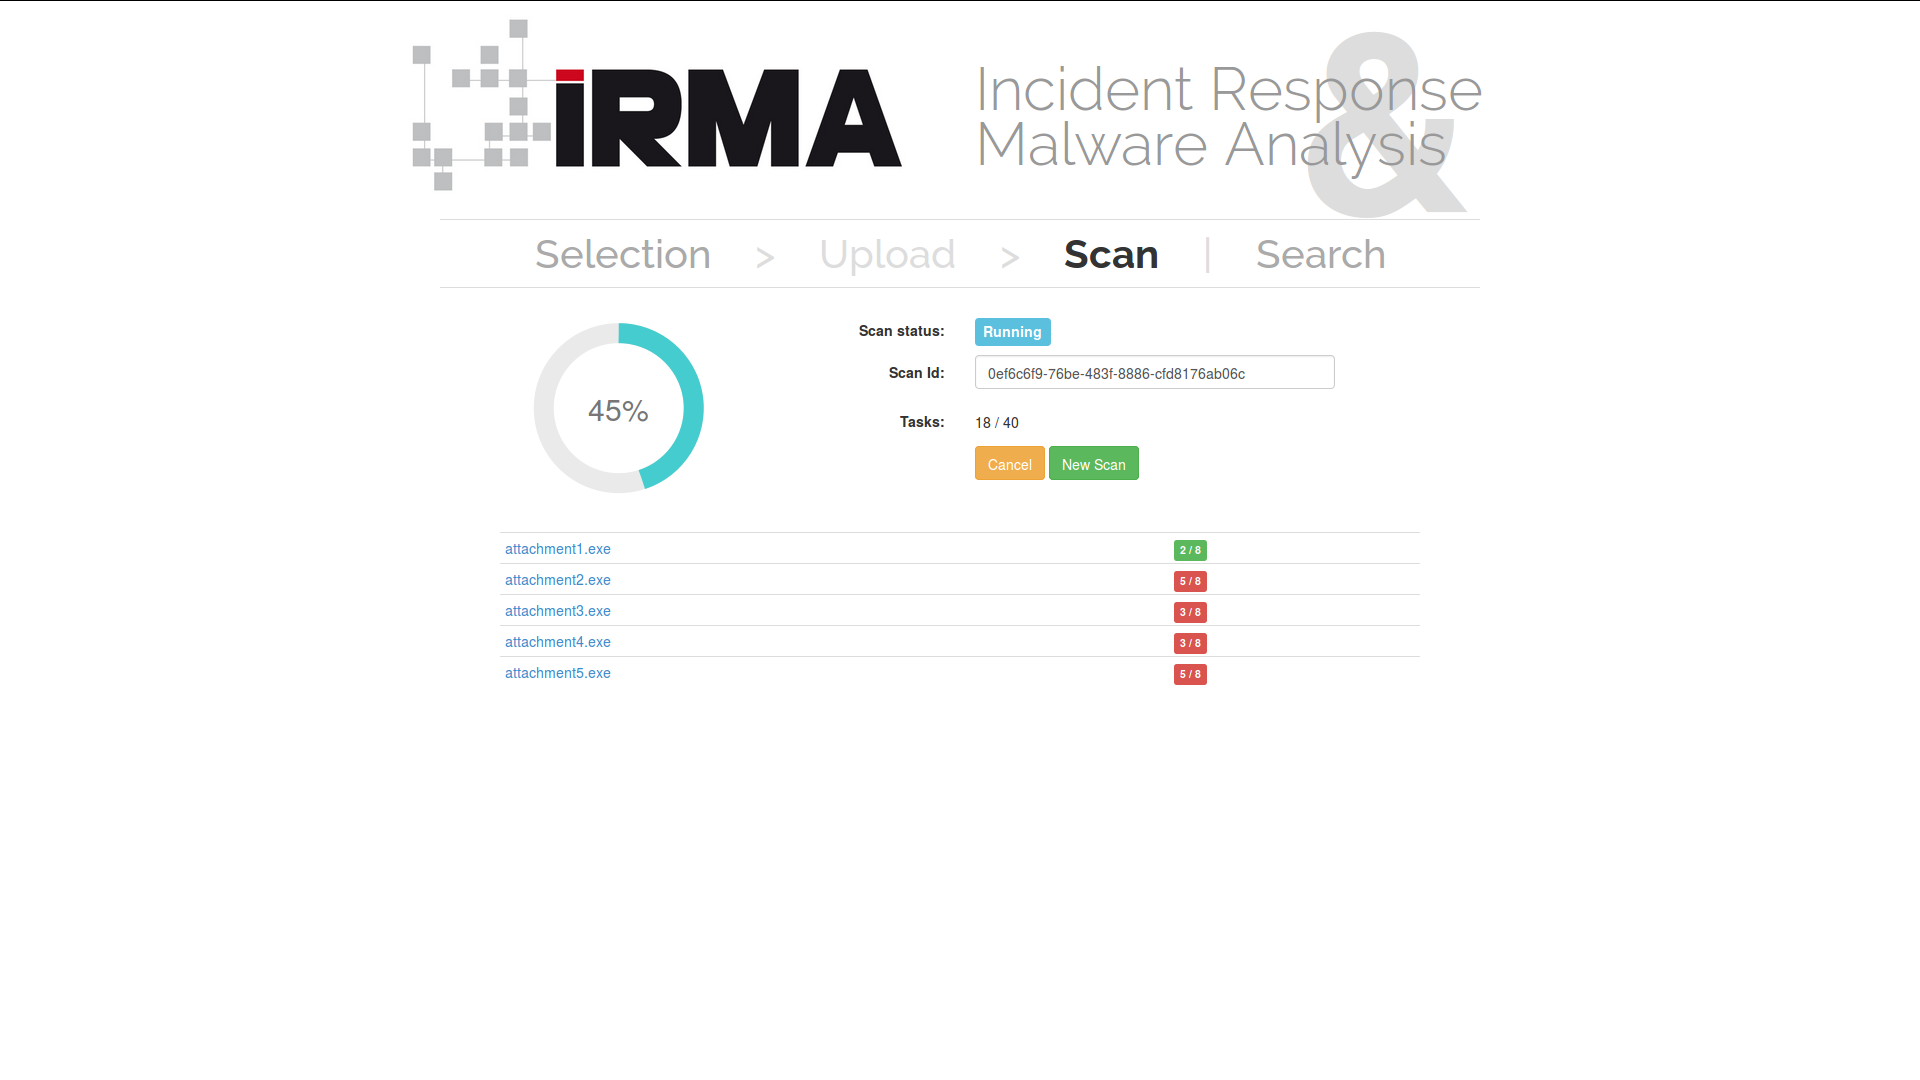 iRMA
Incident Response
&
Malware Analysis
Selection > Upload > Scan | Search
45%
Scan status: Running
Scan Id: 0ef6c6f9-76be-483f-8886-cfd8176ab06c
Tasks: 18 / 40
Cancel New Scan
attachment1.exe 2 / 8
attachment2.exe 5 / 8
attachment3.exe 3 / 8
attachment4.exe 3 / 8
attachment5.exe 5 / 8